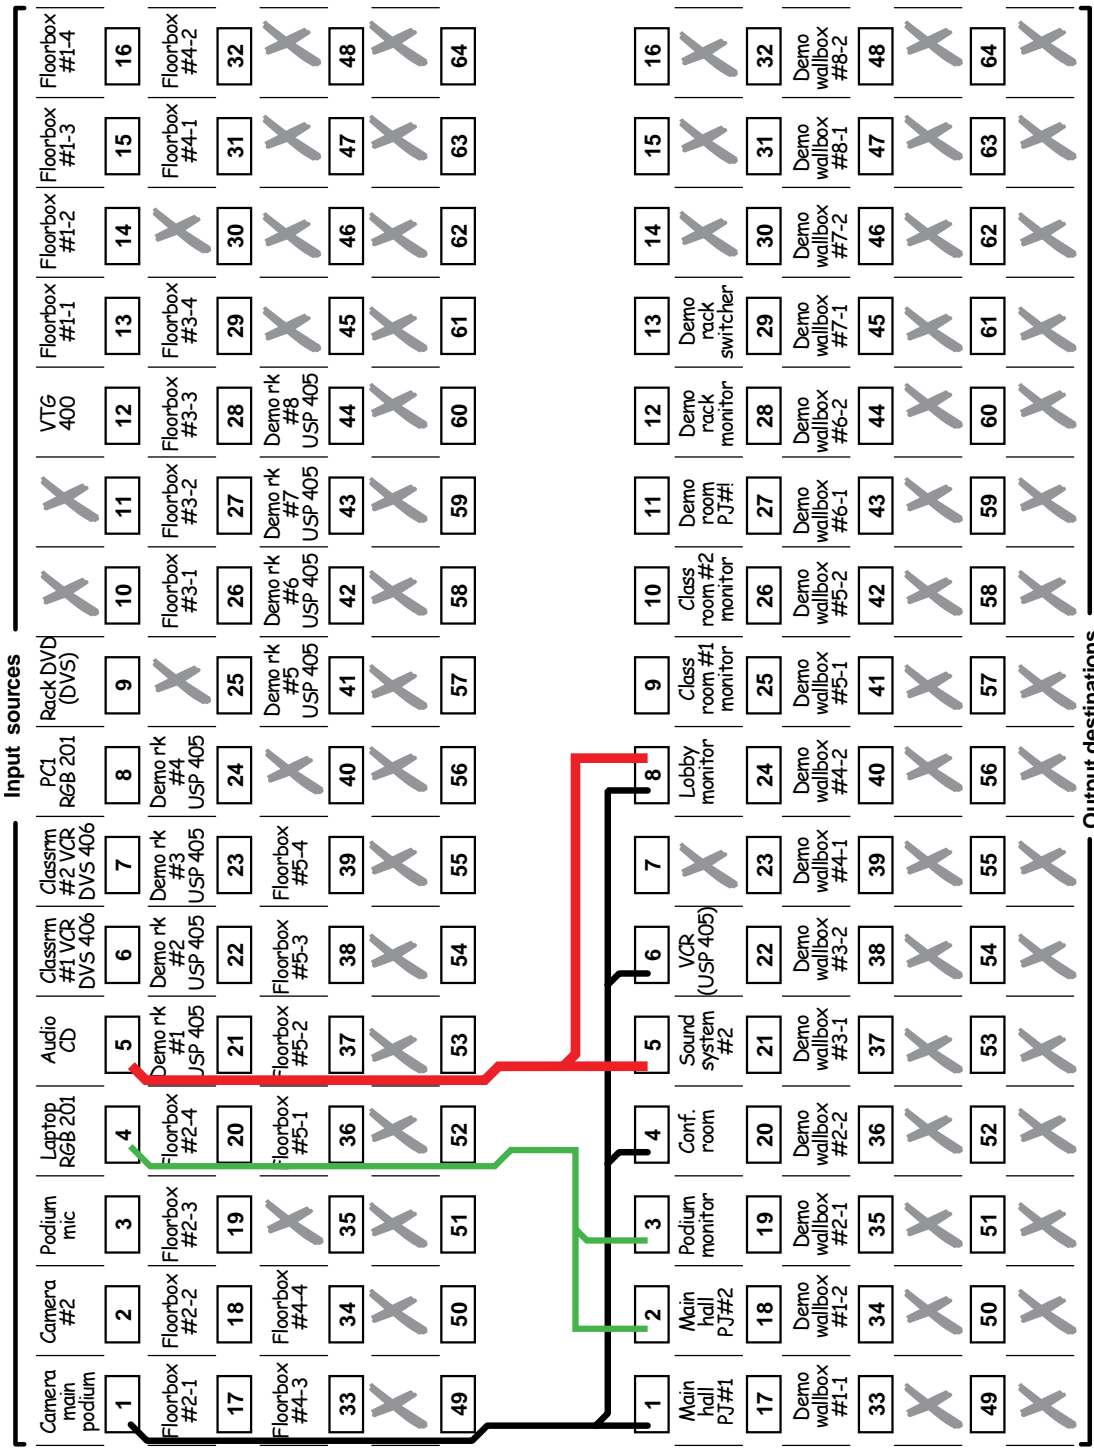 Input sources
Camera
main
podium
Camera
#2
Podium
mic
Laptop
RGB 201
Audio
CD
Classrm
#1 VCR
DVS 406
Classrm
#2 VCR
DVS 406
PC1
RGB 201
Rack DVD
(DVS)
VTG
400
Floorbox
#1-1
Floorbox
#1-2
Floorbox
#1-3
Floorbox
#1-4
1 2 3 4 5 6 7 8 9 10 11 12 13 14 15 16
Floorbox
#2-1
Floorbox
#2-2
Floorbox
#2-3
Floorbox
#2-4
Demo rk
#1
USP 405
Demo rk
#2
USP 405
Demo rk
#3
USP 405
Demo rk
#4
USP 405
Floorbox
#3-1
Floorbox
#3-2
Floorbox
#3-3
Floorbox
#3-4
Floorbox
#4-1
Floorbox
#4-2
17 18 19 20 21 22 23 24 25 26 27 28 29 30 31 32
Floorbox
#4-3
Floorbox
#4-4
Floorbox
#5-1
Floorbox
#5-2
Floorbox
#5-3
Floorbox
#5-4
Demo rk
#5
USP 405
Demo rk
#6
USP 405
Demo rk
#7
USP 405
Demo rk
#8
USP 405
33 34 35 36 37 38 39 40 41 42 43 44 45 46 47 48
49 50 51 52 53 54 55 56 57 58 59 60 61 62 63 64
1 2 3 4 5 6 7 8 9 10 11 12 13 14 15 16
Main
hall
PJ#1
Main
hall
PJ#2
Podium
monitor
Conf.
room
Sound
system
#2
VCR
(USP 405)
Lobby
monitor
Class
room #1
monitor
Class
room #2
monitor
Demo
room
PJ#!
Demo
rack
monitor
Demo
rack
switcher
17 18 19 20 21 22 23 24 25 26 27 28 29 30 31 32
Demo
wallbox
#1-1
Demo
wallbox
#1-2
Demo
wallbox
#2-1
Demo
wallbox
#2-2
Demo
wallbox
#3-1
Demo
wallbox
#3-2
Demo
wallbox
#4-1
Demo
wallbox
#4-2
Demo
wallbox
#5-1
Demo
wallbox
#5-2
Demo
wallbox
#6-1
Demo
wallbox
#6-2
Demo
wallbox
#7-1
Demo
wallbox
#7-2
Demo
wallbox
#8-1
Demo
wallbox
#8-2
33 34 35 36 37 38 39 40 41 42 43 44 45 46 47 48
49 50 51 52 53 54 55 56 57 58 59 60 61 62 63 64
Output destinations